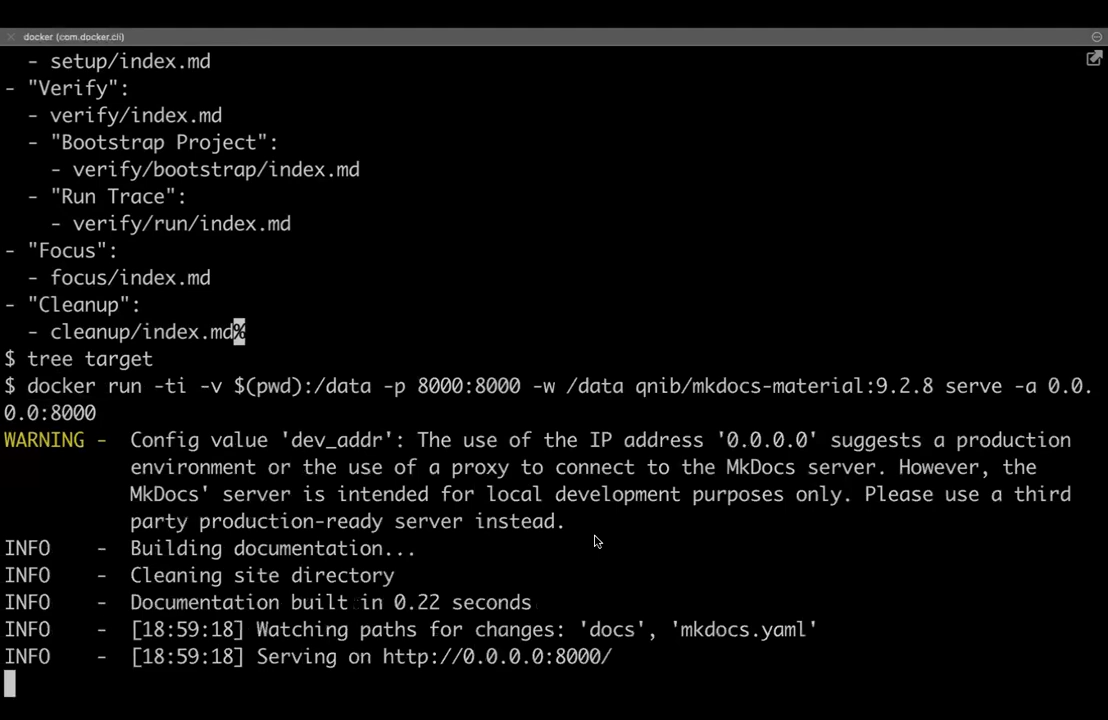 docker (com.docker.cli)
- setup/index.md
- "Verify":
- verify/index.md
- "Bootstrap Project":
- verify/bootstrap/index.md
- "Run Trace":
- verify/run/index.md
- "Focus":
- focus/index.md
- "Cleanup":
- cleanup/index.md%
$ tree target
$ docker run -ti -v $(pwd):/data -p 8000:8000 -w /data qnib/mkdocs-material:9.2.8 serve -a 0.0.
0.0:8000
WARNING - Config value 'dev_addr': The use of the IP address '0.0.0.0' suggests a production
environment or the use of a proxy to connect to the MkDocs server. However, the
MkDocs' server is intended for local development purposes only. Please use a third
party production-ready server instead.
INFO - Building documentation...
INFO - Cleaning site directory
INFO - Documentation built in 0.22 seconds
INFO - [18:59:18] Watching paths for changes: 'docs', 'mkdocs.yaml'
INFO - [18:59:18] Serving on http://0.0.0.0:8000/